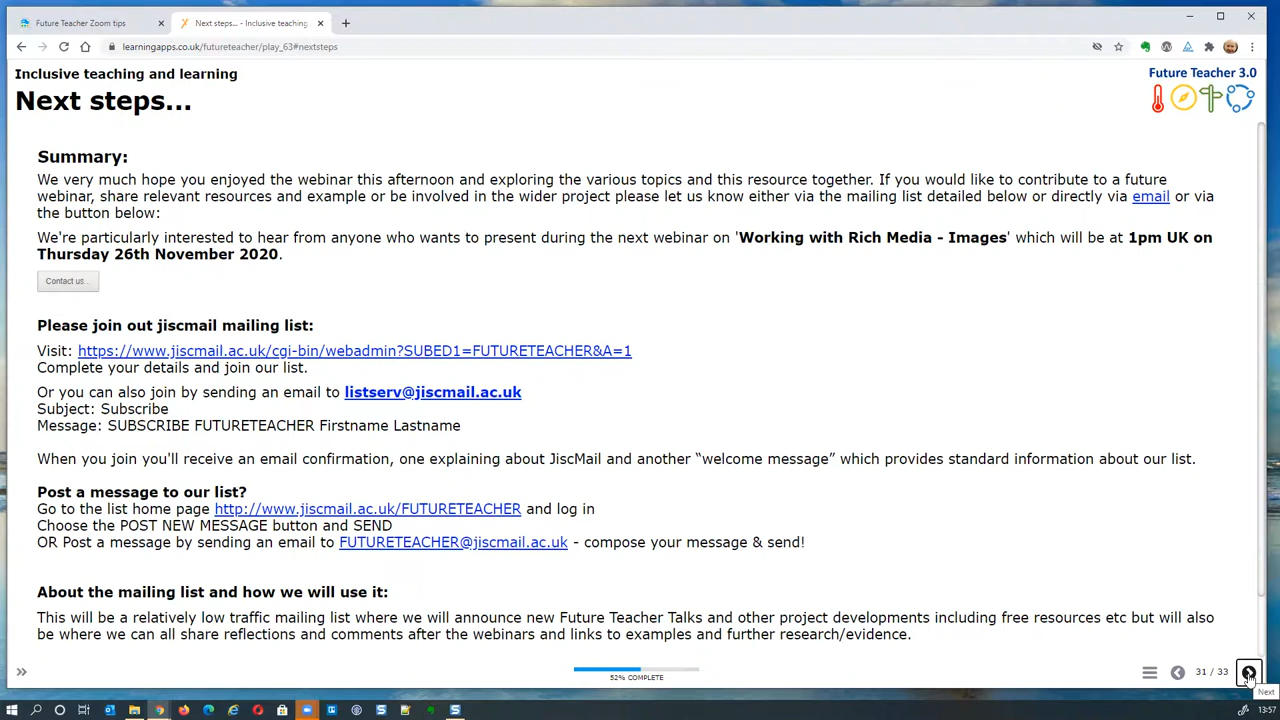 Future Teacher Zoom tips
Next steps... - Inclusive teaching
learningapps.co.uk/futureteacher/play_63#nextsteps
Inclusive teaching and learning
Future Teacher 3.0
Next steps...
Summary:
We very much hope you enjoyed the webinar this afternoon and exploring the various topics and this resource together. If you would like to contribute to a future
webinar, share relevant resources and example or be involved in the wider project please let us know either via the mailing list detailed below or directly via email or via
the button below:
We're particularly interested to hear from anyone who wants to present during the next webinar on 'Working with Rich Media - Images' which will be at 1pm UK on
Thursday 26th November 2020.
Contact us...
Please join out jiscmail mailing list:
Visit: https://www.jiscmail.ac.uk/cgi-bin/webadmin?SUBED1=FUTURETEACHER&A=1
Complete your details and join our list.
Or you can also join by sending an email to listserv@jiscmail.ac.uk
Subject: Subscribe
Message: SUBSCRIBE FUTURETEACHER Firstname Lastname
When you join you'll receive an email confirmation, one explaining about JiscMail and another “welcome message” which provides standard information about our list.
Post a message to our list?
Go to the list home page http://www.jiscmail.ac.uk/FUTURETEACHER and log in
Choose the POST NEW MESSAGE button and SEND
OR Post a message by sending an email to FUTURETEACHER@jiscmail.ac.uk - compose your message & send!
About the mailing list and how we will use it:
This will be a relatively low traffic mailing list where we will announce new Future Teacher Talks and other project developments including free resources etc but will also
be where we can all share reflections and comments after the webinars and links to examples and further research/evidence.
52% COMPLETE
31 / 33
Next
13:57